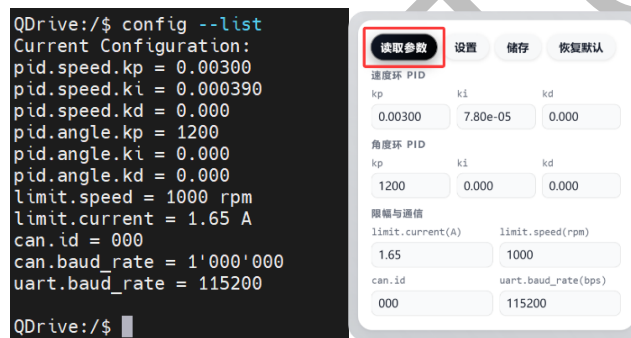 QDrive:/$ config --list
Current Configuration:
pid.speed.kp = 0.00300
pid.speed.ki = 0.000390
pid.speed.kd = 0.000
pid.angle.kp = 1200
pid.angle.ki = 0.000
pid.angle.kd = 0.000
limit.speed = 1000 rpm
limit.current = 1.65 A
can.id = 000
can.baud_rate = 1'000'000
uart.baud_rate = 115200
QDrive:/$
读取参数 设置 储存 恢复默认
速度环 PID
kp ki kd
0.00300 7.80e-05 0.000
角度环 PID
kp ki kd
1200 0.000 0.000
限幅与通信
limit.current(A) limit.speed(rpm)
1.65 1000
can.id uart.baud_rate(bps)
000 115200